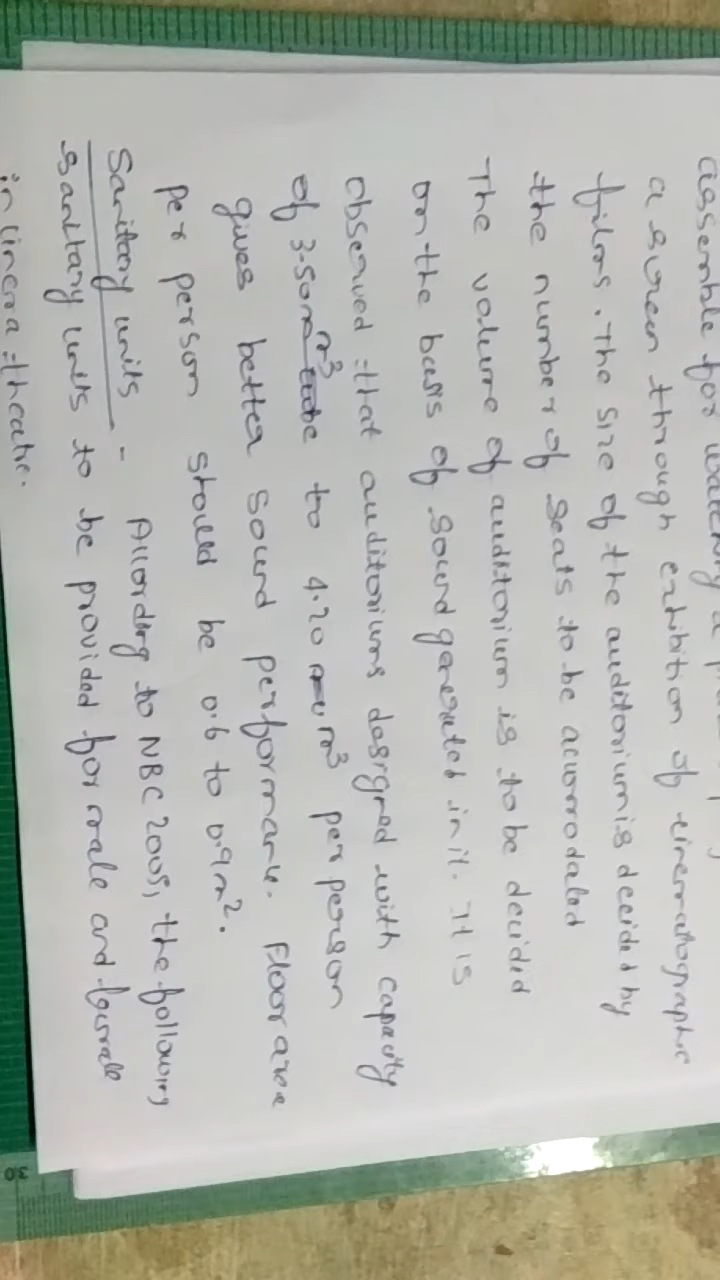 assemble for watching a
a screen through exhibition of cinematographic
films. The size of the auditorium is decided by
the number of seats to be accommodated
The volume of auditorium is to be decided
on the basis of sound generated in it. It is
observed that auditoriums designed with capacity
of 3.50 m³ to 4.20 m³ per person
gives better sound performance. Floor area
per person should be 0.6 to 0.9 m².
Sanitary units - According to NBC 2005, the following
sanitary units to be provided for male and female
in cinema theatre.
30